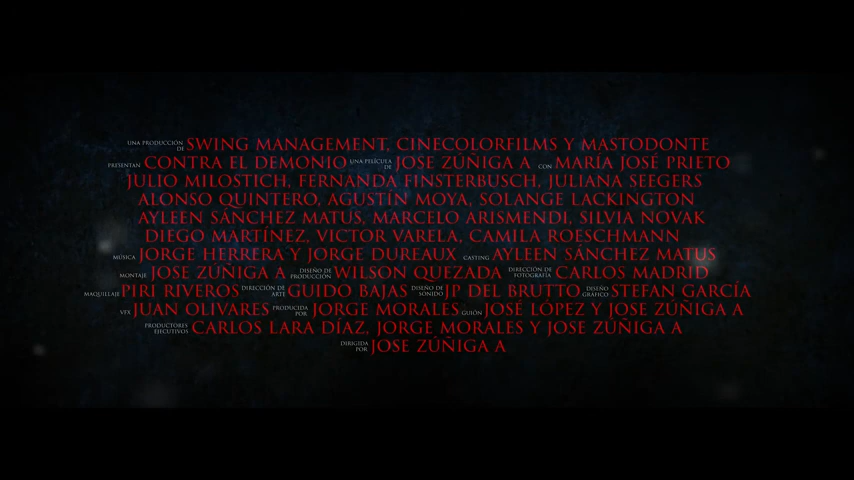 UNA PRODUCCIÓN DE SWING MANAGEMENT, CINECOLORFILMS Y MASTODONTE
PRESENTAN CONTRA EL DEMONIO UNA PELÍCULA DE JOSE ZÚÑIGA A CON MARÍA JOSÉ PRIETO
JULIO MILOSTICH, FERNANDA FINSTERBUSCH, JULIANA SEEGERS
ALONSO QUINTERO, AGUSTÍN MOYA, SOLANGE LACKINGTON
AYLEEN SÁNCHEZ MATUS, MARCELO ARISMENDI, SILVIA NOVAK
DIEGO MARTÍNEZ, VICTOR VARELA, CAMILA ROESCHMANN
MÚSICA JORGE HERRERA Y JORGE DUREAUX CASTING AYLEEN SÁNCHEZ MATUS
MONTAJE JOSE ZÚÑIGA A DISEÑO DE PRODUCCIÓN WILSON QUEZADA DIRECCIÓN DE FOTOGRAFÍA CARLOS MADRID
MAQUILLAJE PIRI RIVEROS DIRECCIÓN DE ARTE GUIDO BAJAS DISEÑO DE SONIDO JP DEL BRUTTO DISEÑO GRÁFICO STEFAN GARCÍA
VFX JUAN OLIVARES PRODUCIDA POR JORGE MORALES GUIÓN JOSÉ LÓPEZ Y JOSE ZÚÑIGA A
PRODUCTORES EJECUTIVOS CARLOS LARA DÍAZ, JORGE MORALES Y JOSE ZÚÑIGA A
DIRIGIDA POR JOSE ZÚÑIGA A